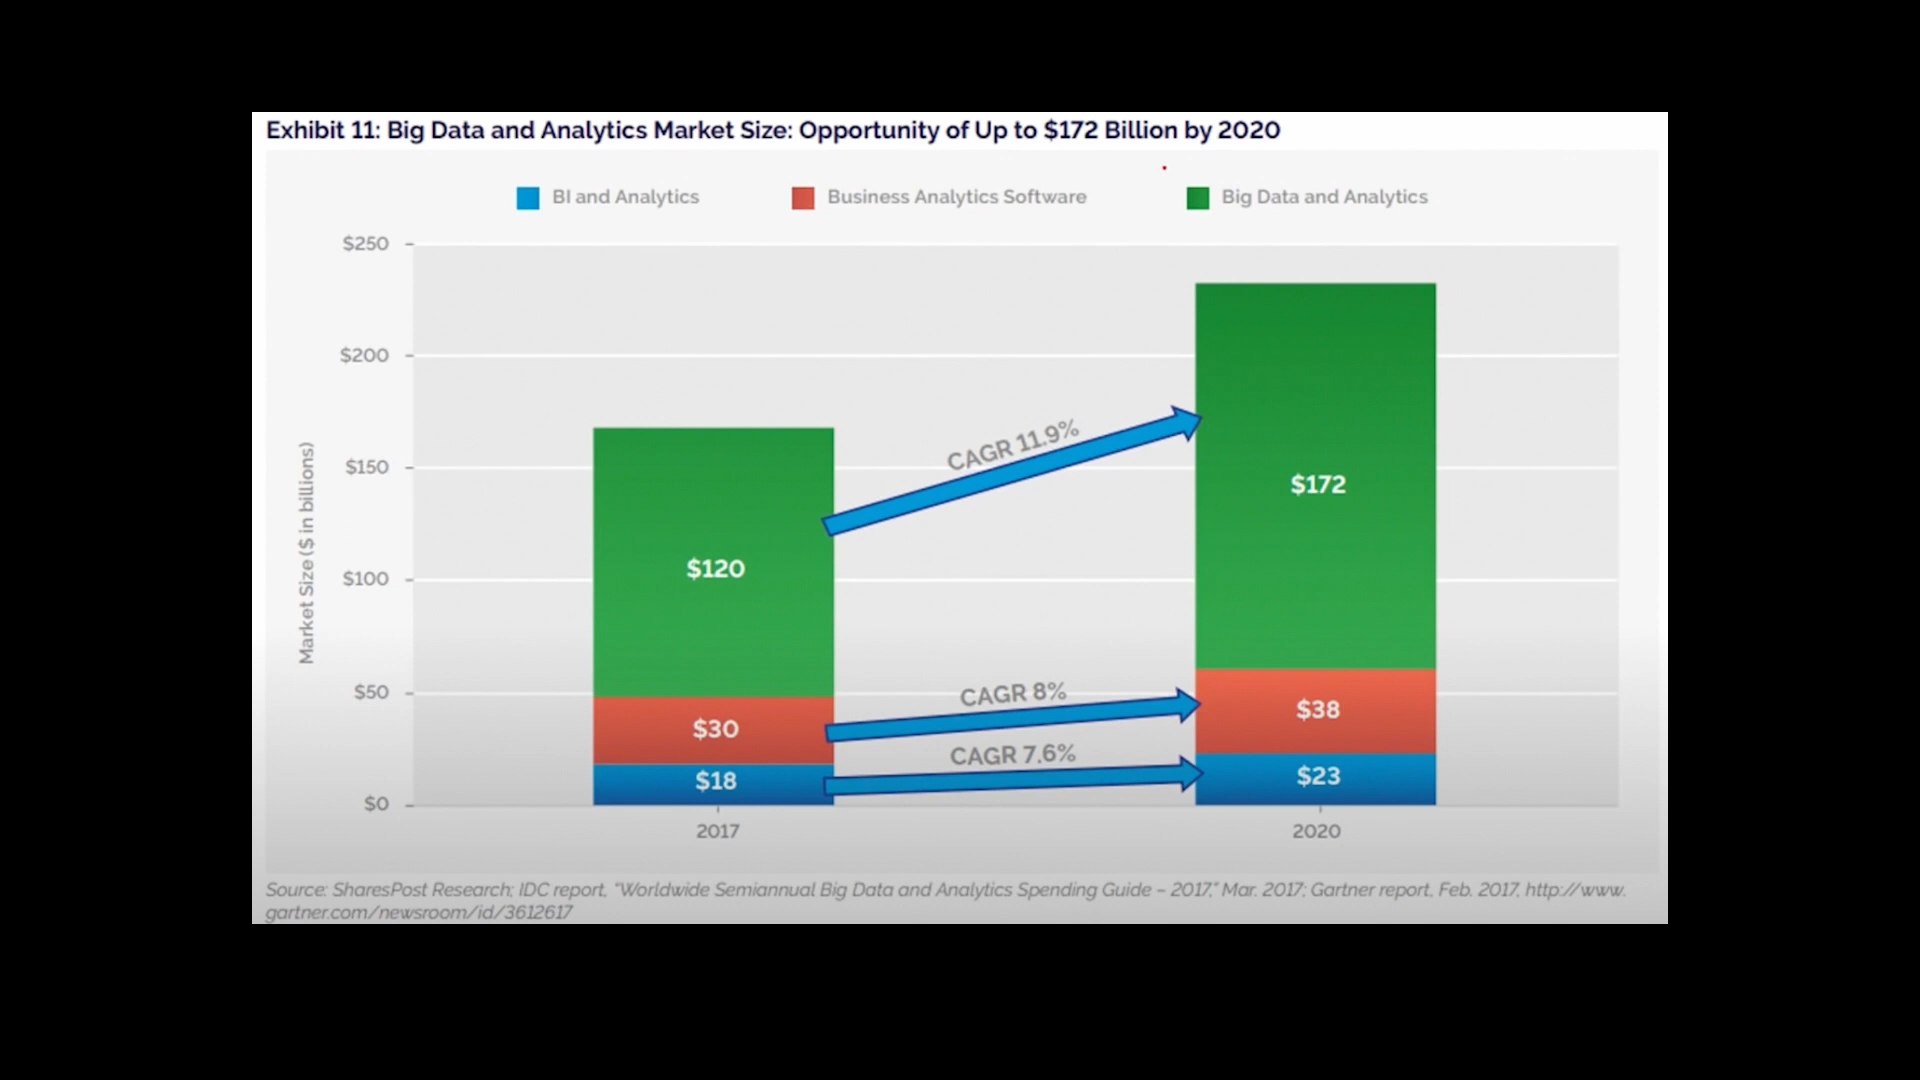 Exhibit 11: Big Data and Analytics Market Size: Opportunity of Up to $172 Billion by 2020
BI and Analytics
Business Analytics Software
Big Data and Analytics
Market Size ($ in billions)
$250
$200
$150
$100
$50
$0
$120
$30
$18
CAGR 11.9%
CAGR 8%
CAGR 7.6%
$172
$38
$23
2017
2020
Source: SharesPost Research; IDC report, “Worldwide Semiannual Big Data and Analytics Spending Guide – 2017,” Mar. 2017; Gartner report, Feb. 2017, http://www.
gartner.com/newsroom/id/3612617